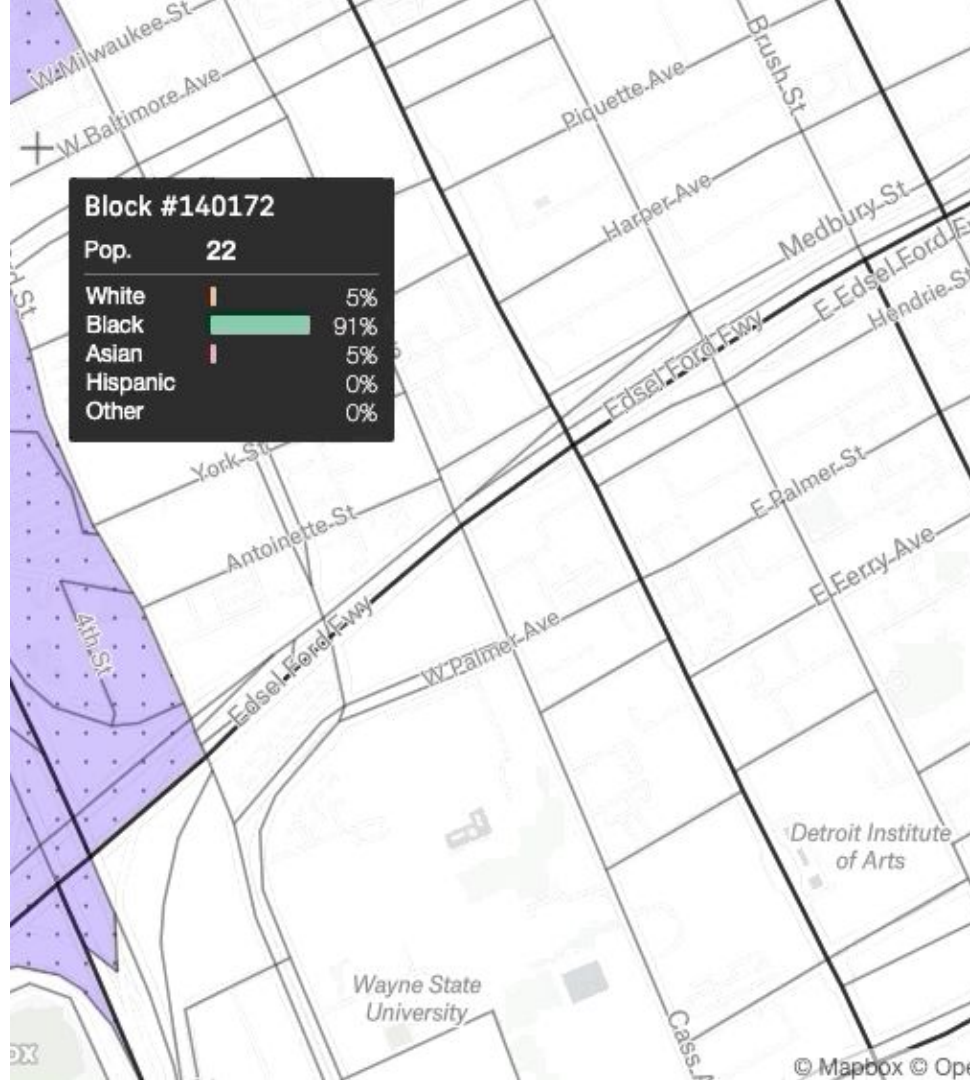 W Milwaukee St
W Baltimore Ave
Brush St
Piquette Ave
Harper Ave
Medbury St
Block #140172
Pop. 22
White 5%
Black 91%
Asian 5%
Hispanic 0%
Other 0%
E Edsel Ford F
Hendrie St
Edsel Ford Fwy
York St
E Palmer St
Antoinette St
E Ferry Ave
4th St
Edsel Ford Fwy
W Palmer Ave
Detroit Institute
of Arts
Wayne State
University
Cass A
© Mapbox © Ope